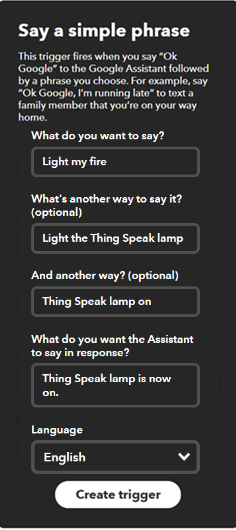 Say a simple phrase
This trigger fires when you say “Ok
Google” to the Google Assistant followed
by a phrase you choose. For example, say
“Ok Google, I’m running late” to text a
family member that you’re on your way
home.
What do you want to say?
Light my fire
What's another way to say it?
(optional)
Light the Thing Speak lamp
And another way? (optional)
Thing Speak lamp on
What do you want the Assistant
to say in response?
Thing Speak lamp is now
on.
Language
English
Create trigger